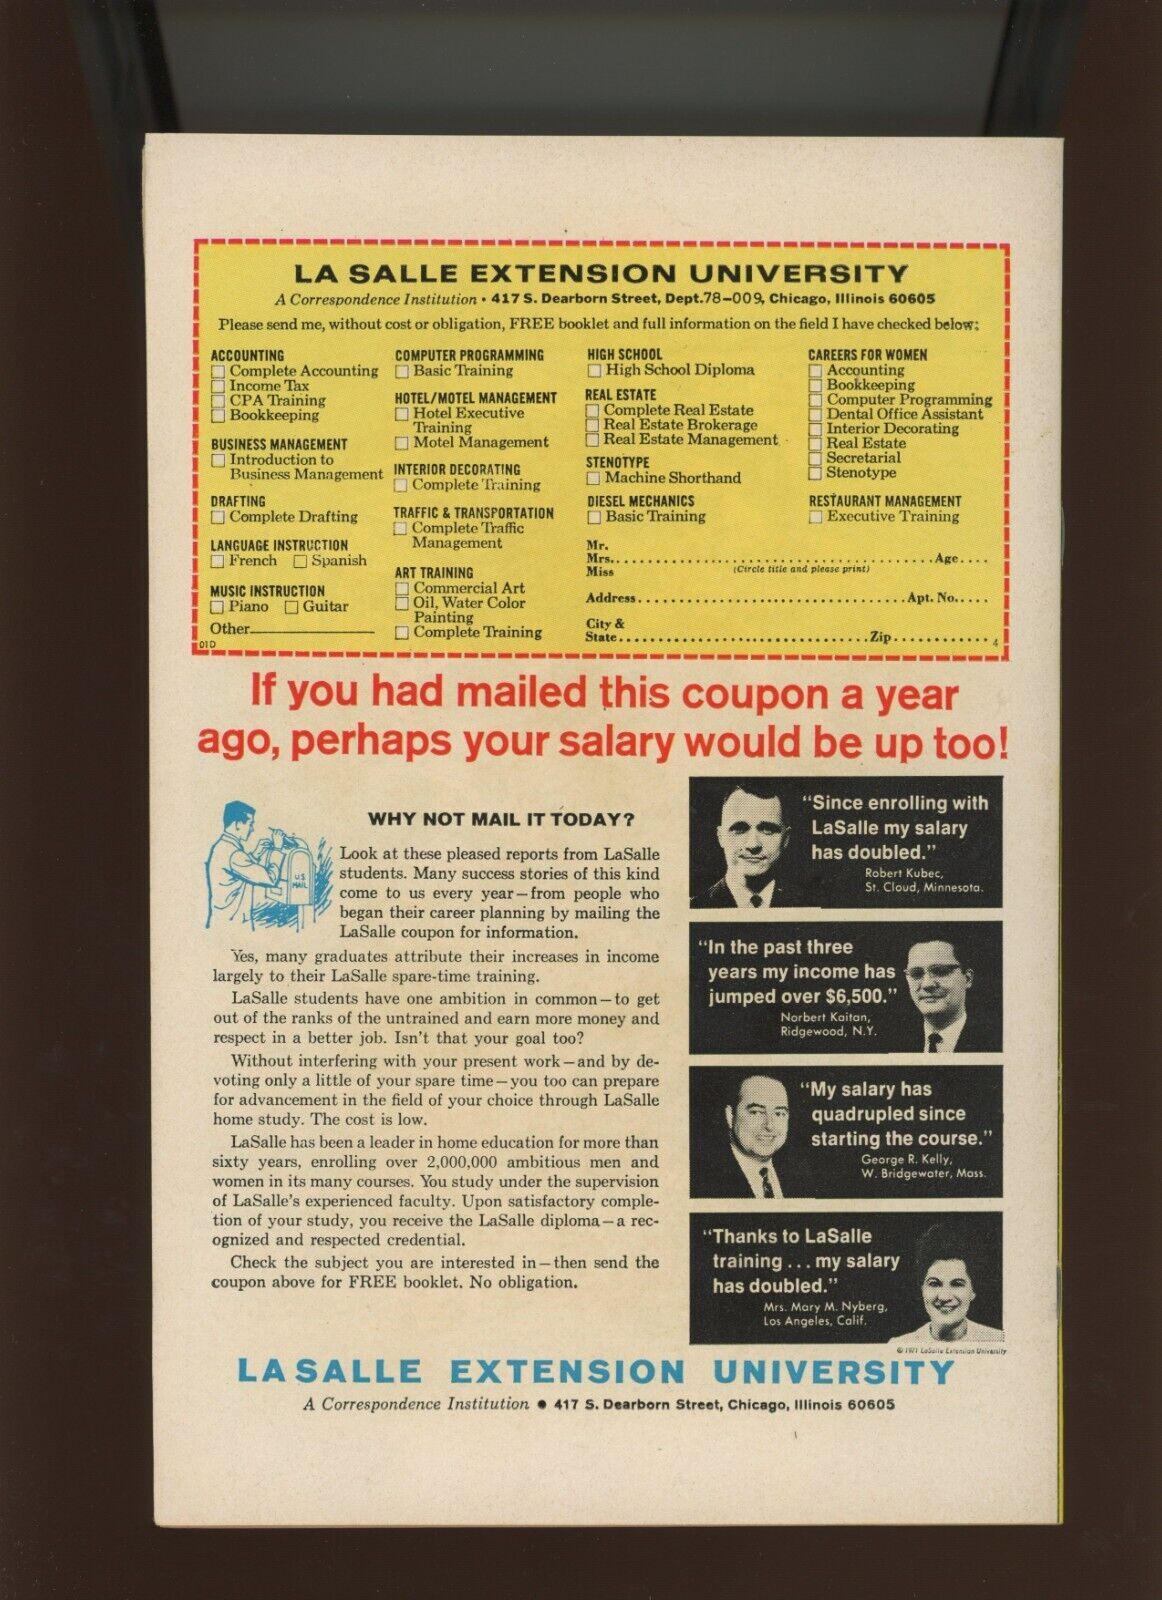 LA SALLE EXTENSION UNIVERSITY
A Correspondence Institution • 417 S. Dearborn Street, Dept.78-009, Chicago, Illinois 60605
Please send me, without cost or obligation, FREE booklet and full information on the field I have checked below:
ACCOUNTING
Complete Accounting
Income Tax
CPA Training
Bookkeeping
BUSINESS MANAGEMENT
Introduction to
Business Management
DRAFTING
Complete Drafting
LANGUAGE INSTRUCTION
French Spanish
MUSIC INSTRUCTION
Piano Guitar
Other
01D
COMPUTER PROGRAMMING
Basic Training
HOTEL/MOTEL MANAGEMENT
Hotel Executive
Training
Motel Management
INTERIOR DECORATING
Complete Training
TRAFFIC & TRANSPORTATION
Complete Traffic
Management
ART TRAINING
Commercial Art
Oil, Water Color
Painting
Complete Training
HIGH SCHOOL
High School Diploma
REAL ESTATE
Complete Real Estate
Real Estate Brokerage
Real Estate Management
STENOTYPE
Machine Shorthand
DIESEL MECHANICS
Basic Training
CAREERS FOR WOMEN
Accounting
Bookkeeping
Computer Programming
Dental Office Assistant
Interior Decorating
Real Estate
Secretarial
Stenotype
RESTAURANT MANAGEMENT
Executive Training
Mr.
Mrs. Age
Miss (Circle title and please print)
Address Apt. No.
City &
State Zip
4
If you had mailed this coupon a year
ago, perhaps your salary would be up too!
WHY NOT MAIL IT TODAY?
U.S.
MAIL
Look at these pleased reports from LaSalle
students. Many success stories of this kind
come to us every year—from people who
began their career planning by mailing the
LaSalle coupon for information.
Yes, many graduates attribute their increases in income
largely to their LaSalle spare-time training.
LaSalle students have one ambition in common—to get
out of the ranks of the untrained and earn more money and
respect in a better job. Isn't that your goal too?
Without interfering with your present work—and by de-
voting only a little of your spare time—you too can prepare
for advancement in the field of your choice through LaSalle
home study. The cost is low.
LaSalle has been a leader in home education for more than
sixty years, enrolling over 2,000,000 ambitious men and
women in its many courses. You study under the supervision
of LaSalle's experienced faculty. Upon satisfactory comple-
tion of your study, you receive the LaSalle diploma—a rec-
ognized and respected credential.
Check the subject you are interested in—then send the
coupon above for FREE booklet. No obligation.
"Since enrolling with
LaSalle my salary
has doubled."
Robert Kubec,
St. Cloud, Minnesota.
"In the past three
years my income has
jumped over $6,500."
Norbert Kaitan,
Ridgewood, N.Y.
"My salary has
quadrupled since
starting the course."
George R. Kelly,
W. Bridgewater, Mass.
"Thanks to LaSalle
training . . . my salary
has doubled."
Mrs. Mary M. Nyberg,
Los Angeles, Calif.
© 1971 LaSalle Extension University
LA SALLE EXTENSION UNIVERSITY
A Correspondence Institution • 417 S. Dearborn Street, Chicago, Illinois 60605